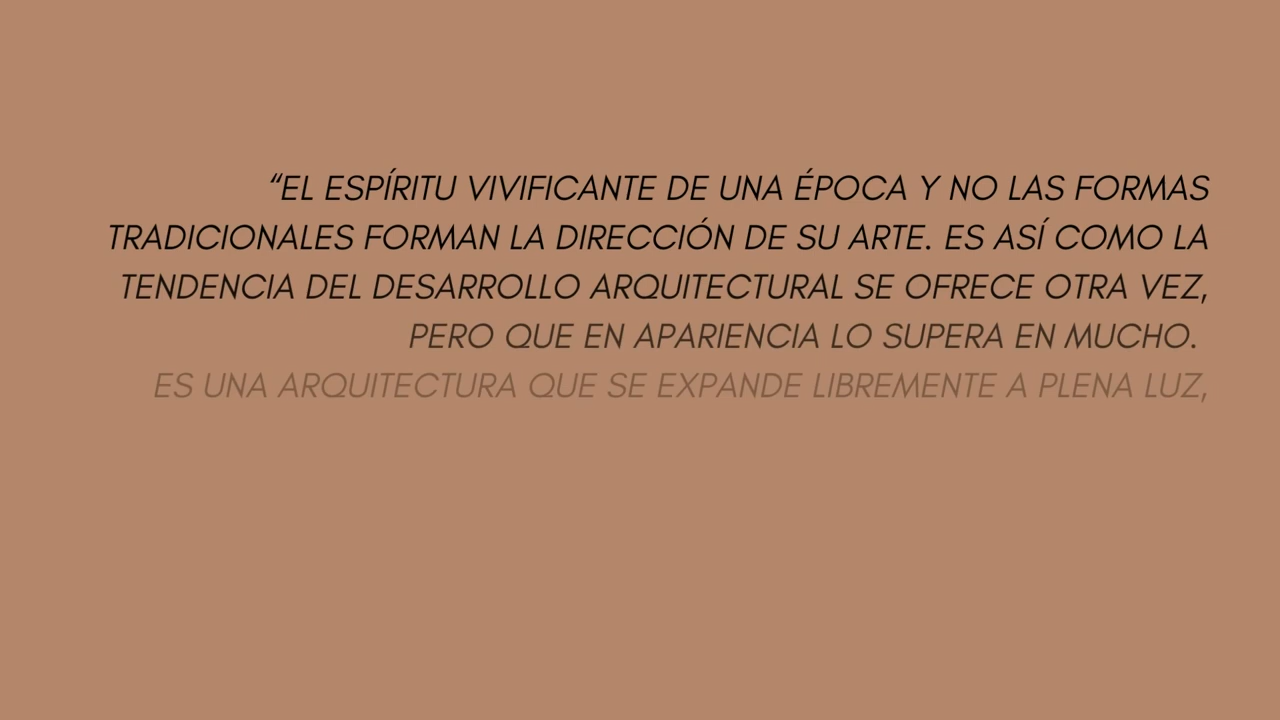 “EL ESPÍRITU VIVIFICANTE DE UNA ÉPOCA Y NO LAS FORMAS
TRADICIONALES FORMAN LA DIRECCIÓN DE SU ARTE. ES ASÍ COMO LA
TENDENCIA DEL DESARROLLO ARQUITECTURAL SE OFRECE OTRA VEZ,
PERO QUE EN APARIENCIA LO SUPERA EN MUCHO.
ES UNA ARQUITECTURA QUE SE EXPANDE LIBREMENTE A PLENA LUZ,